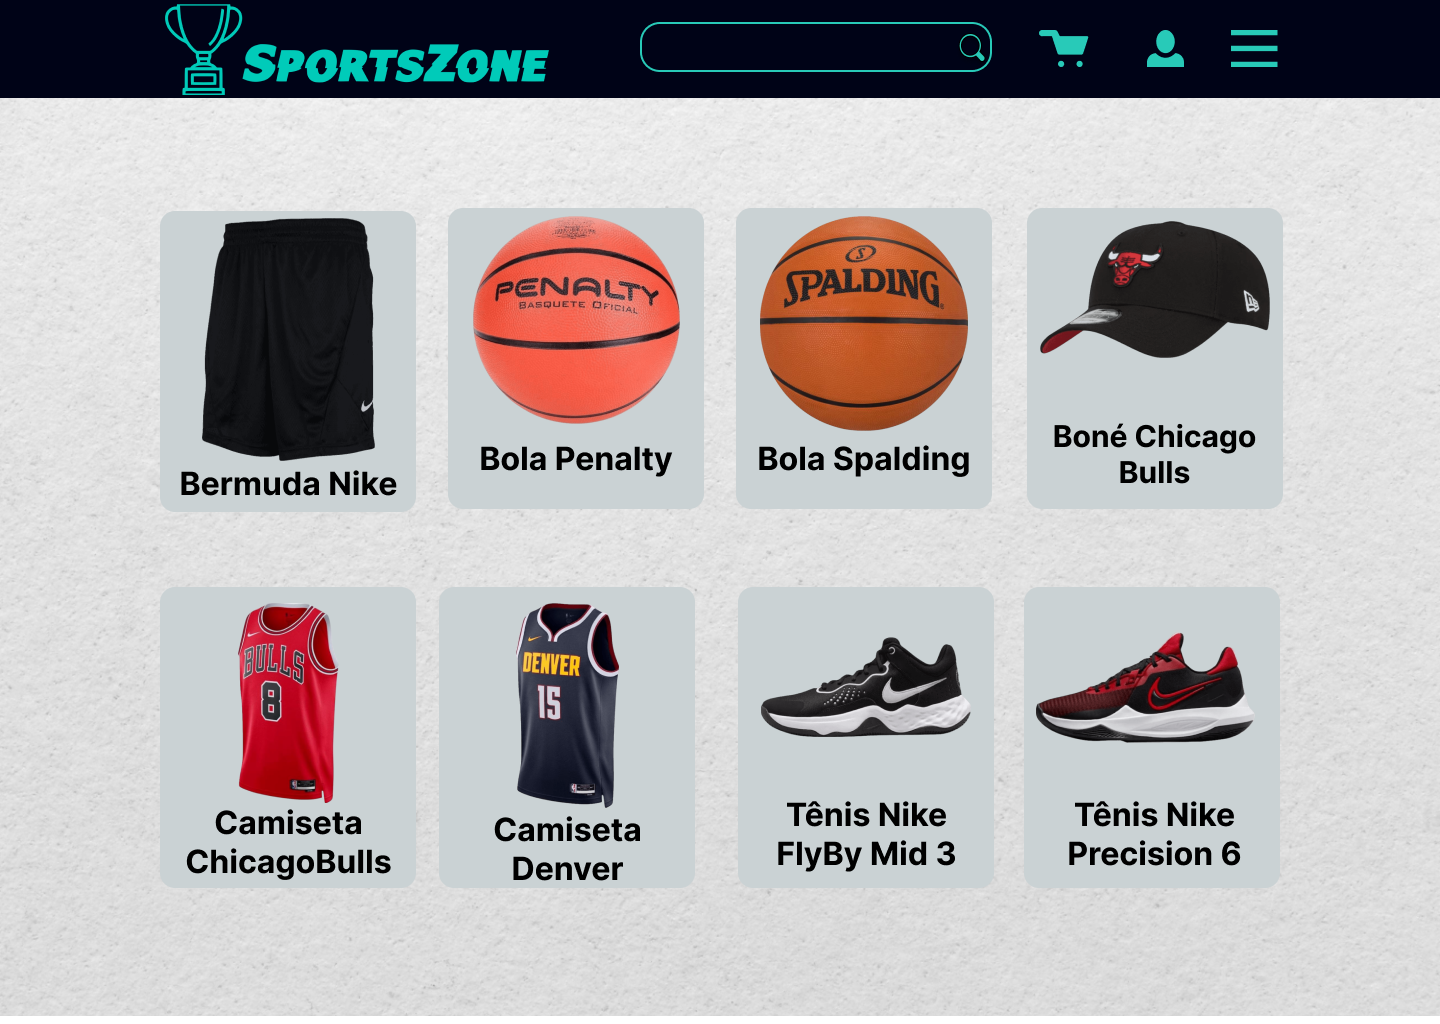 SPORTSZONE
PENALTY
BASQUETE OFICIAL
Bola Penalty
SPALDING
Bola Spalding
Boné Chicago
Bulls
Bermuda Nike
BULLS
8
Camiseta
ChicagoBulls
DENVER
15
Camiseta
Denver
Tênis Nike
FlyBy Mid 3
Tênis Nike
Precision 6